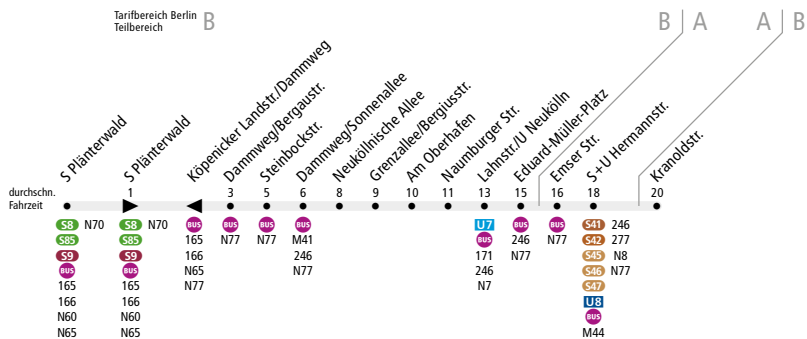 Tarifbereich Berlin
Teilbereich
B
B
A
A
B
S Plänterwald
S Plänterwald
Köpenicker Landstr./Dammweg
Dammweg/Bergaustr.
Steinbockstr.
Dammweg/Sonnenallee
Neuköllnische Allee
Grenzallee/Bergiusstr.
Am Oberhafen
Naumburger Str.
Lahnstr./U Neukölln
Eduard-Müller-Platz
Emser Str.
S+U Hermannstr.
Kranoldstr.
durchschn.
Fahrzeit
1 3 5 6 8 9 10 11 13 15 16 18 20
S8 N70
S85
S9
BUS
165
166
N60
N65
S8 N70
S85
S9
BUS
165
166
N60
N65
BUS
165
166
N65
N77
BUS
N77
BUS
N77
BUS
M41
246
N77
U7
BUS
171
246
N7
BUS
246
N77
BUS
N77
S41 246
S42 277
S45 N8
S46 N77
S47
U8
BUS
M44